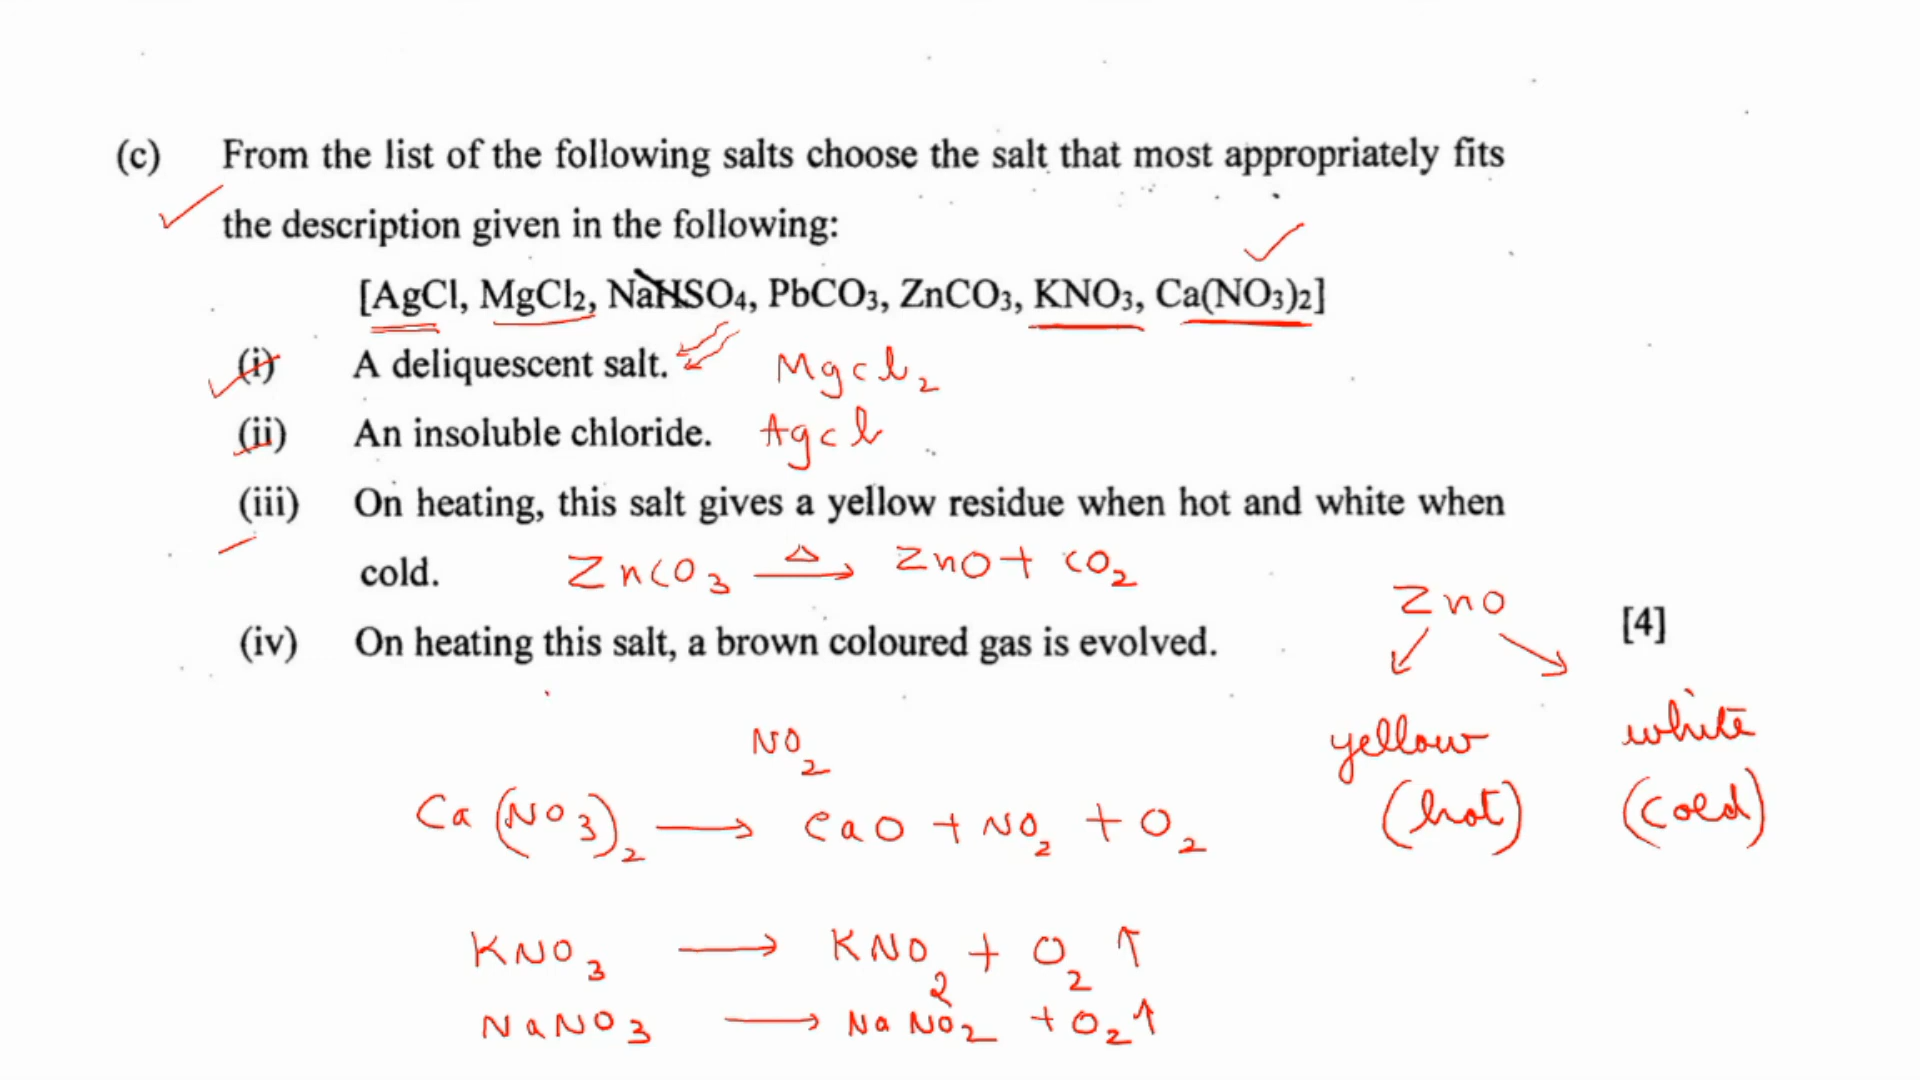 (c) From the list of the following salts choose the salt that most appropriately fits
the description given in the following:
[AgCl, MgCl2, NaHSO4, PbCO3, ZnCO3, KNO3, Ca(NO3)2]
(i) A deliquescent salt. Mgcl2
(ii) An insoluble chloride. Agcl
(iii) On heating, this salt gives a yellow residue when hot and white when
cold. ZnCO3 —Δ→ ZnO + CO2
ZnO
[4]
(iv) On heating this salt, a brown coloured gas is evolved.
↙ ↘
yellow white
(hot) (cold)
NO2
Ca(NO3)2 → CaO + NO2 + O2
KNO3 → KNO2 + O2 ↑
NaNO3 → NaNO2 + O2 ↑